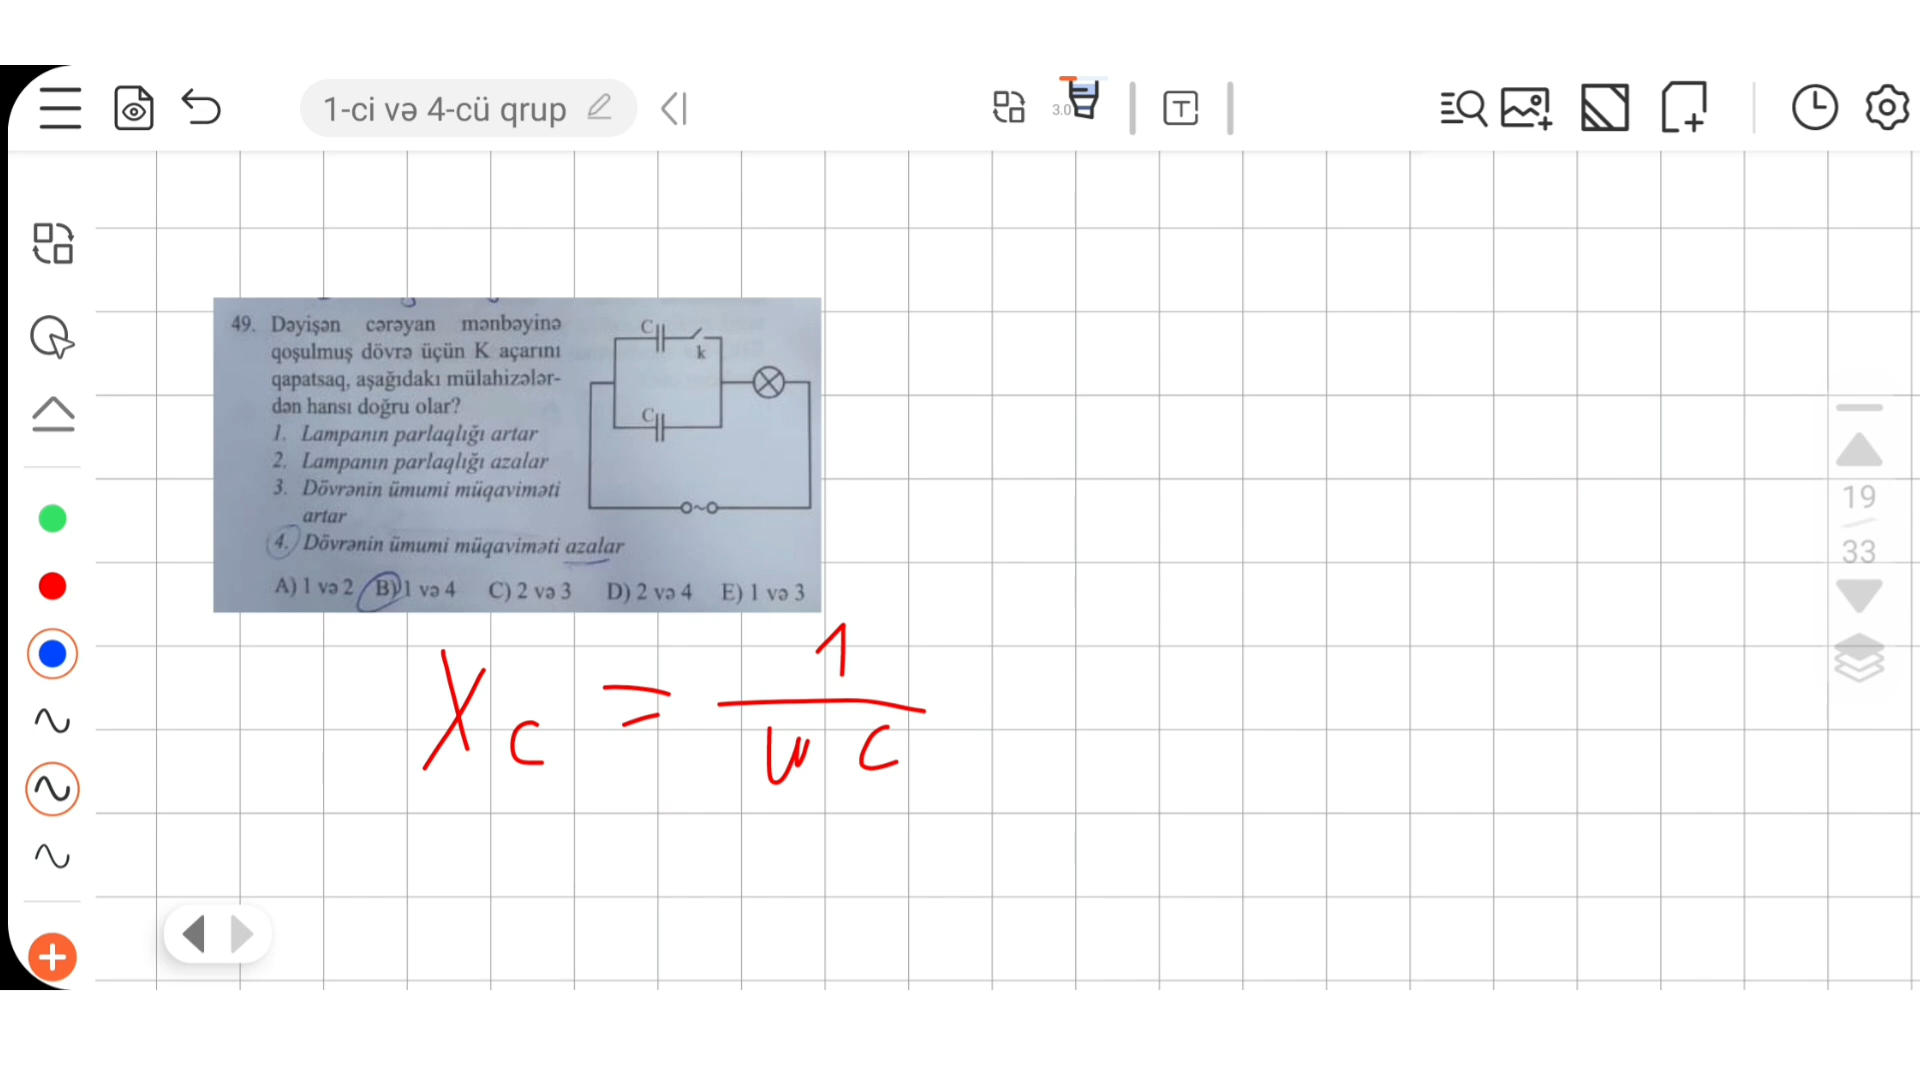 1-ci və 4-cü qrup
3.0
T
49. Dəyişən cərəyan mənbəyinə
qoşulmuş dövrə üçün K açarını
qapatsaq, aşağıdakı mülahizələr-
dən hansı doğru olar?
1. Lampanın parlaqlığı artar
2. Lampanın parlaqlığı azalar
3. Dövrənin ümumi müqaviməti
artar
4. Dövrənin ümumi müqaviməti azalar
A) 1 və 2 B) 1 və 4 C) 2 və 3 D) 2 və 4 E) 1 və 3
C
k
C
19
33
Xc = 1
wc